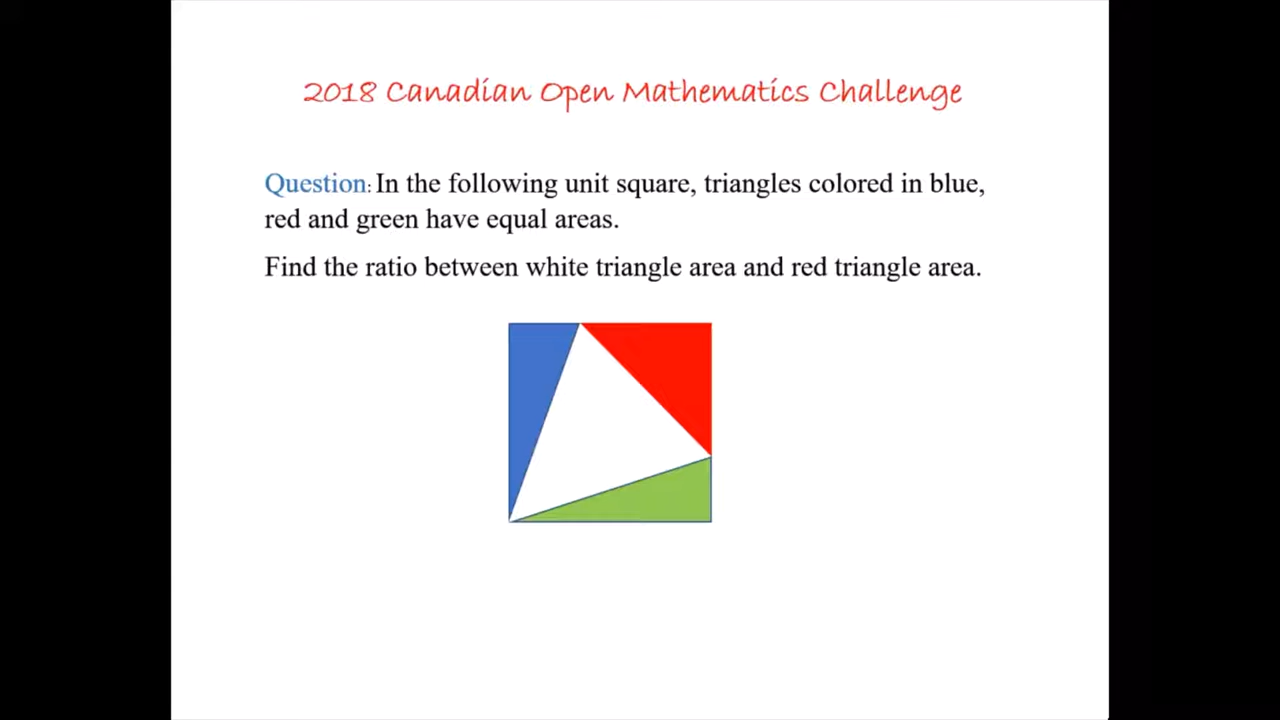 2018 Canadian Open Mathematics Challenge
Question: In the following unit square, triangles colored in blue,
red and green have equal areas.
Find the ratio between white triangle area and red triangle area.